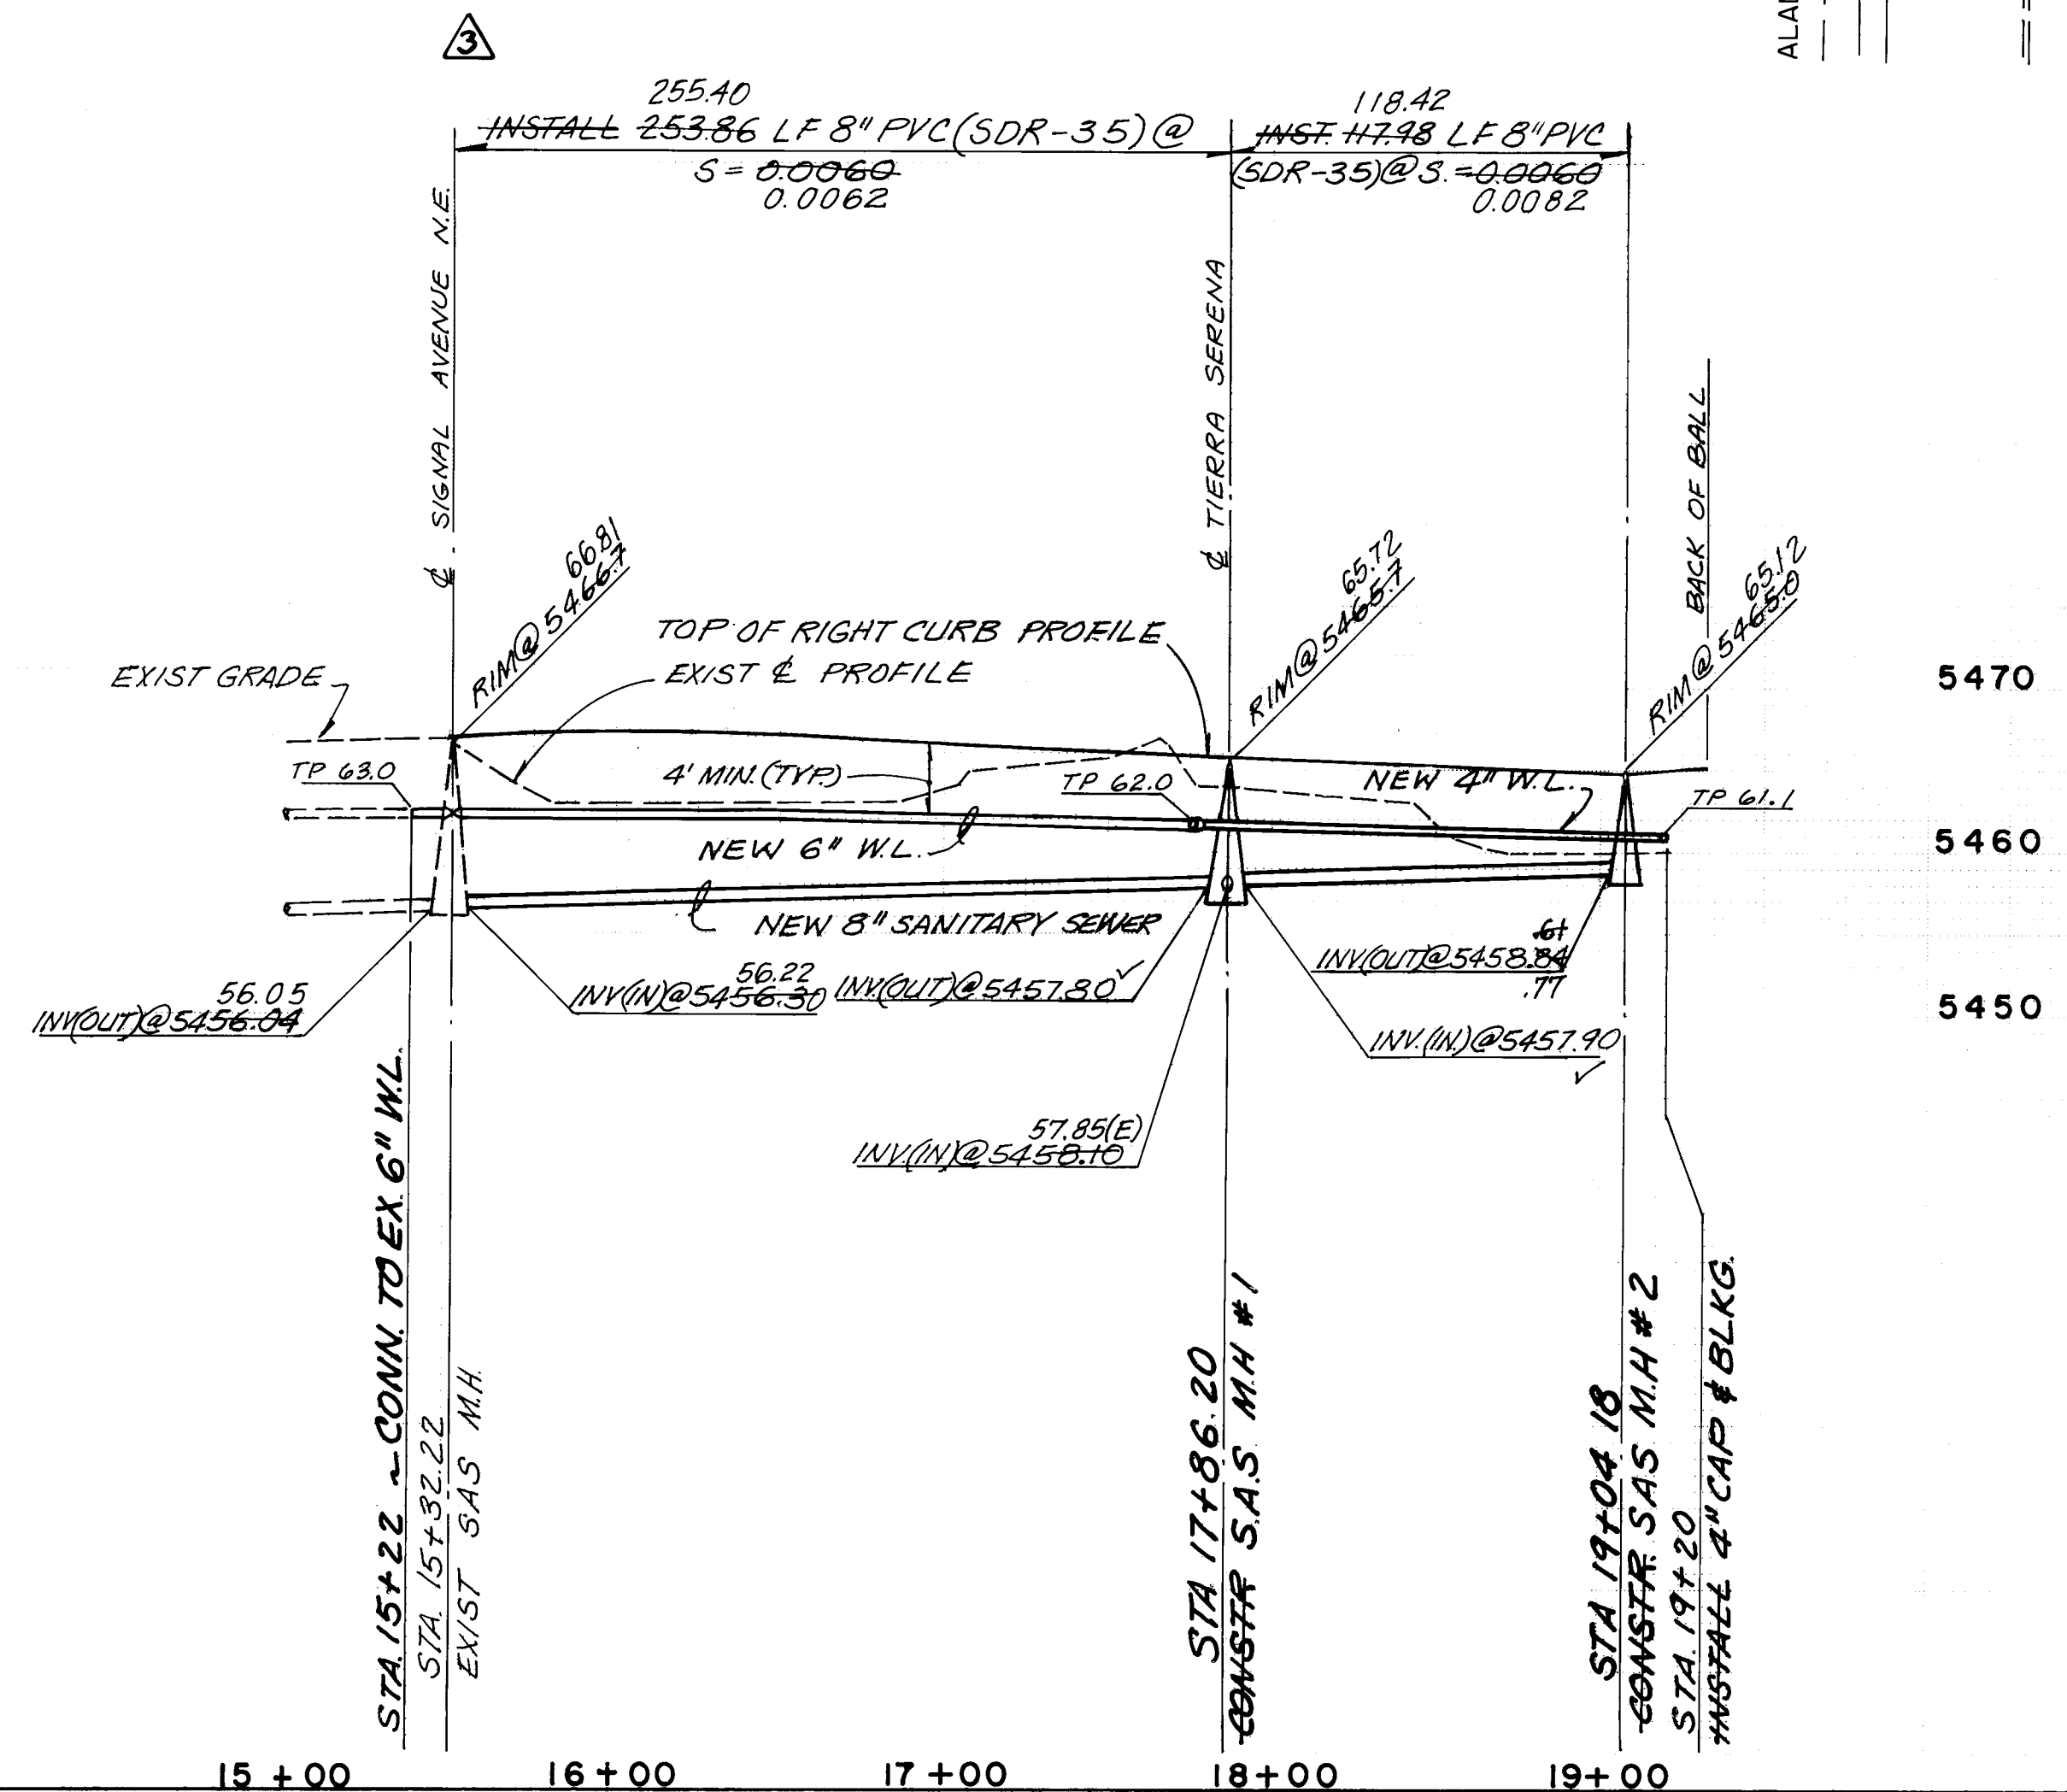 ALAD
3
255.40
INSTALL 253.86 LF 8" PVC (SDR-35) @
S = 0.0060
0.0062
118.42
INST. 117.98 LF 8" PVC
(SDR-35) @ S. = 0.0060
0.0082
℄ SIGNAL AVENUE N.E.
℄ TIERRA SERENA
BACK OF BALL
66.81
RIM @ 5466.7
65.72
RIM @ 5465.7
65.12
RIM @ 5465.0
TOP OF RIGHT CURB PROFILE
EXIST ℄ PROFILE
EXIST GRADE
5470
TP 63.0
4' MIN. (TYP.)
TP 62.0
NEW 4" W.L.
TP 61.1
5460
NEW 6" W.L.
NEW 8" SANITARY SEWER
56.05
INV(OUT)@5456.04
56.22
INV(IN)@5456.30
INV.(OUT)@5457.80 ✓
.61
INV(OUT)@5458.84
.77
5450
INV.(IN.)@5457.90
✓
57.85(E)
INV.(IN)@5458.10
STA. 15+22 ~ CONN. TO EX. 6" W.L.
STA. 15+32.22
EXIST SAS M.H.
STA 17+86.20
CONSTR S.A.S. M.H #1
STA 19+04.18
CONSTR. SAS M.H #2
STA. 19+20
INSTALL 4" CAP & BLKG.
15+00
16+00
17+00
18+00
19+00